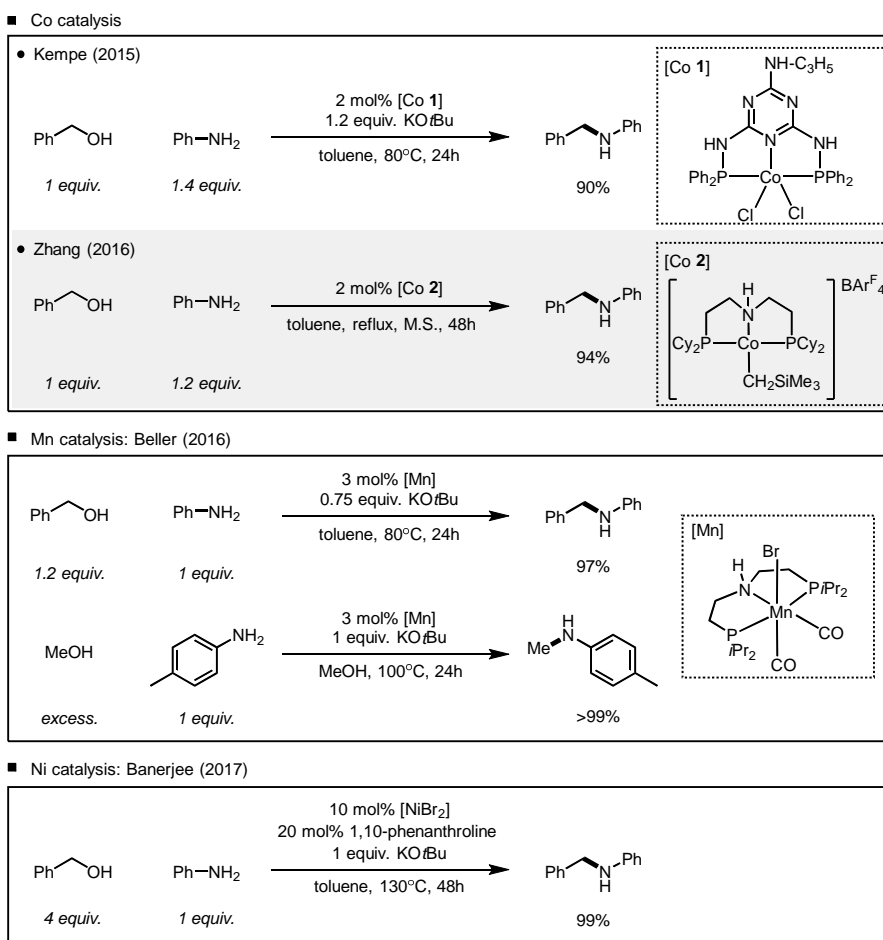 ■ Co catalysis
● Kempe (2015)
Ph OH
Ph NH2
2 mol% [Co 1]
1.2 equiv. KOtBu
toluene, 80°C, 24h
Ph N Ph
H
1 equiv.
1.4 equiv.
90%
[Co 1]
NH-C3H5
N N
HN N NH
Ph2P Co PPh2
Cl Cl
● Zhang (2016)
Ph OH
Ph NH2
2 mol% [Co 2]
toluene, reflux, M.S., 48h
Ph N Ph
H
1 equiv.
1.2 equiv.
94%
[Co 2]
BArF4
H
N
Cy2P Co PCy2
CH2SiMe3
■ Mn catalysis: Beller (2016)
Ph OH
Ph NH2
3 mol% [Mn]
0.75 equiv. KOtBu
toluene, 80°C, 24h
Ph N Ph
H
1.2 equiv.
1 equiv.
97%
MeOH
NH2
3 mol% [Mn]
1 equiv. KOtBu
MeOH, 100°C, 24h
H
Me N
excess.
1 equiv.
>99%
[Mn]
Br
H
N PiPr2
Mn
P CO
iPr2 CO
■ Ni catalysis: Banerjee (2017)
Ph OH
Ph NH2
10 mol% [NiBr2]
20 mol% 1,10-phenanthroline
1 equiv. KOtBu
toluene, 130°C, 48h
Ph N Ph
H
4 equiv.
1 equiv.
99%